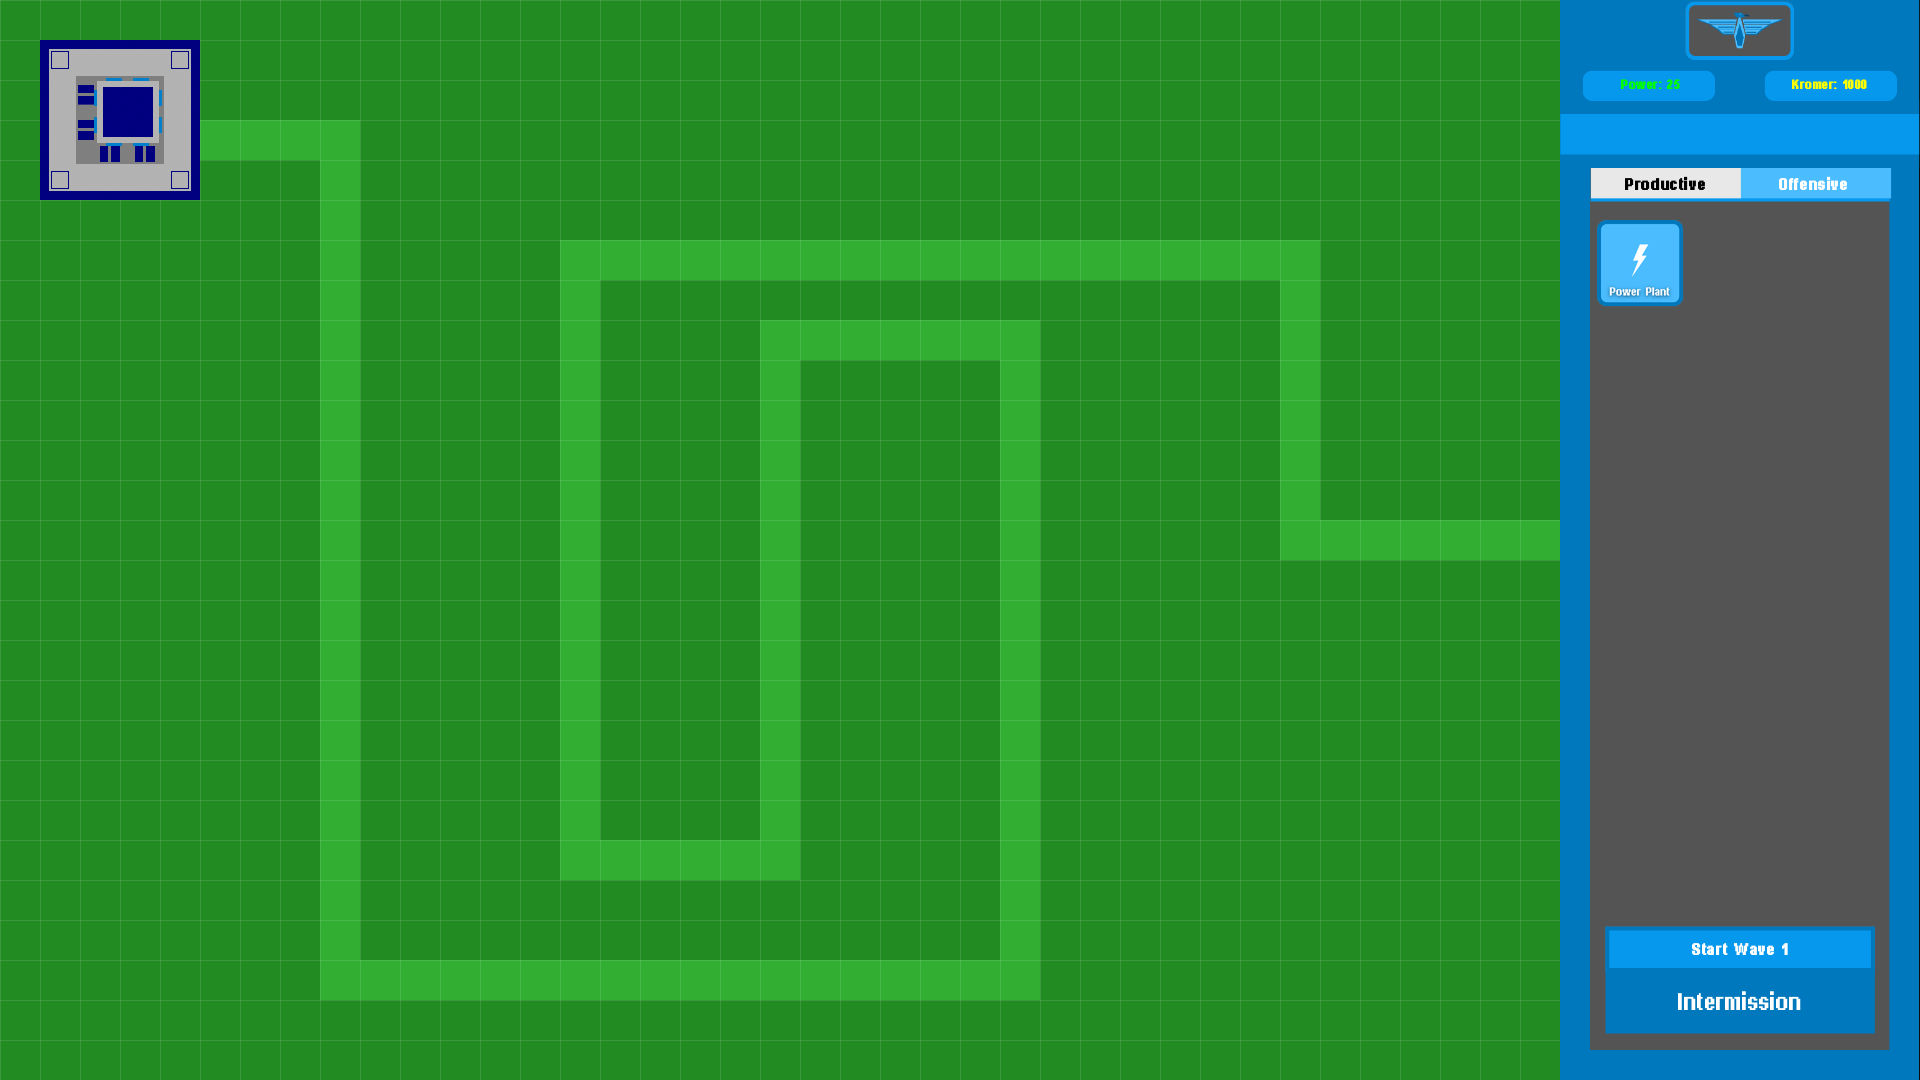 Power: 25
Kromer: 1000
Productive
Offensive
Power Plant
Start Wave 1
Intermission